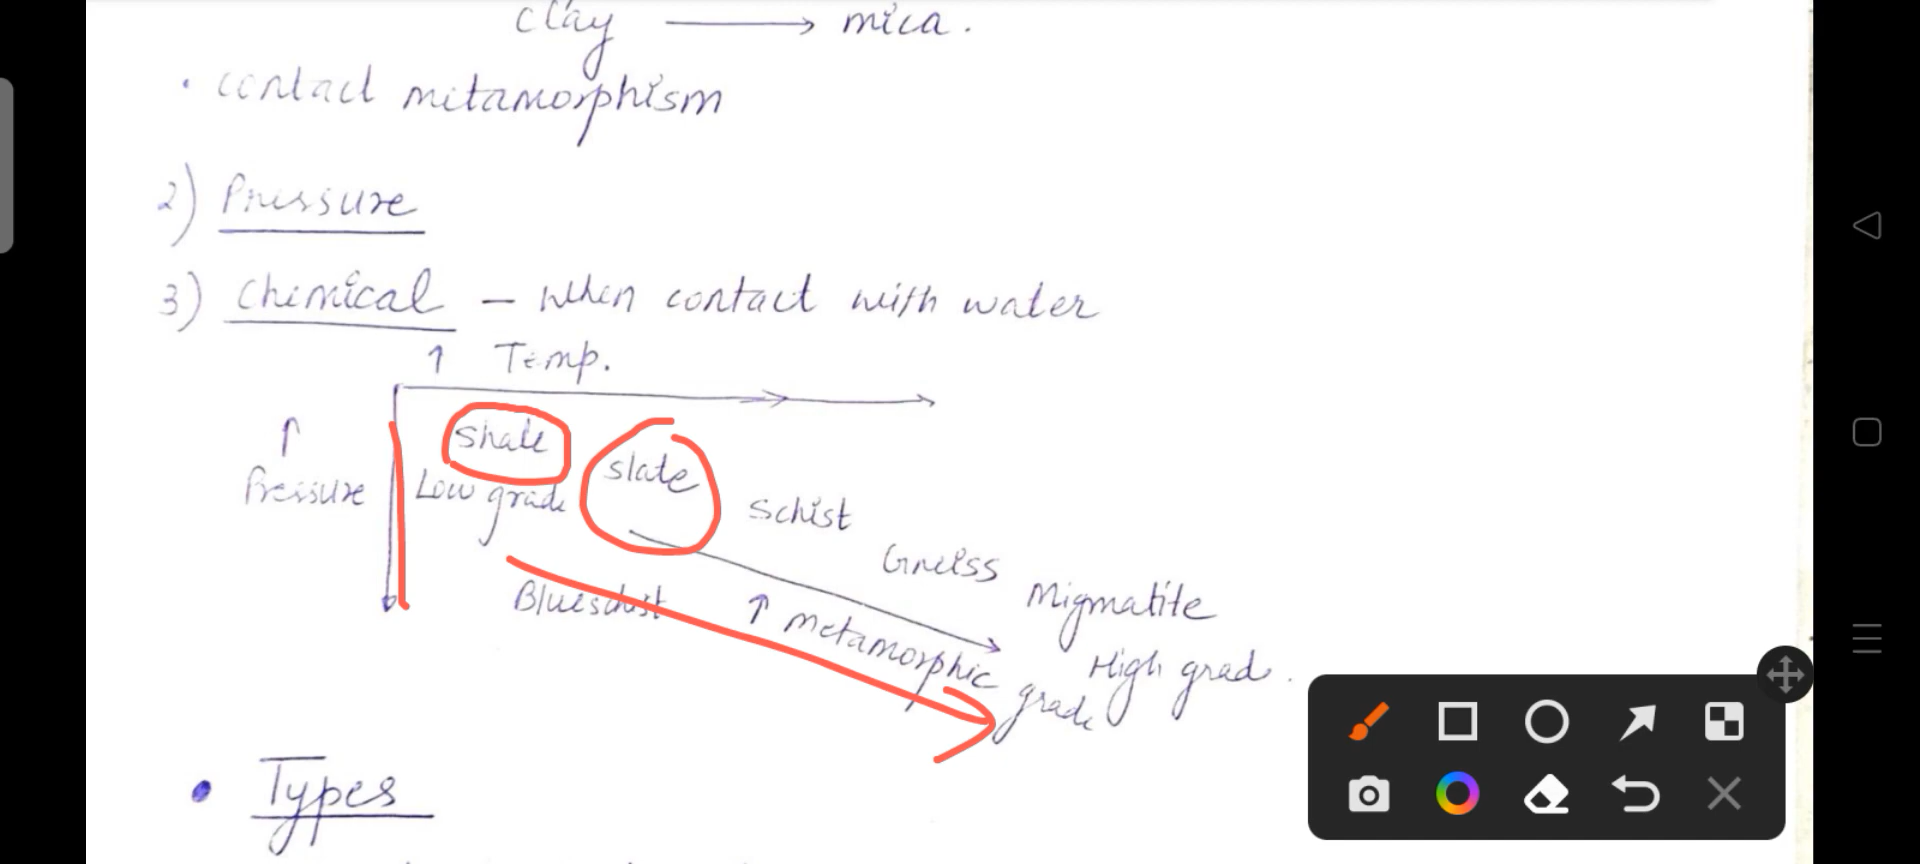 clay → mica.
• contact metamorphism
2) Pressure
3) Chemical – When contact with water
↑ Temp.
↑ Pressure
Shale
Low grade
slate
Schist
Gneiss
Migmatite
High grad.
Blueschist
↑ metamorphic grade
• Types